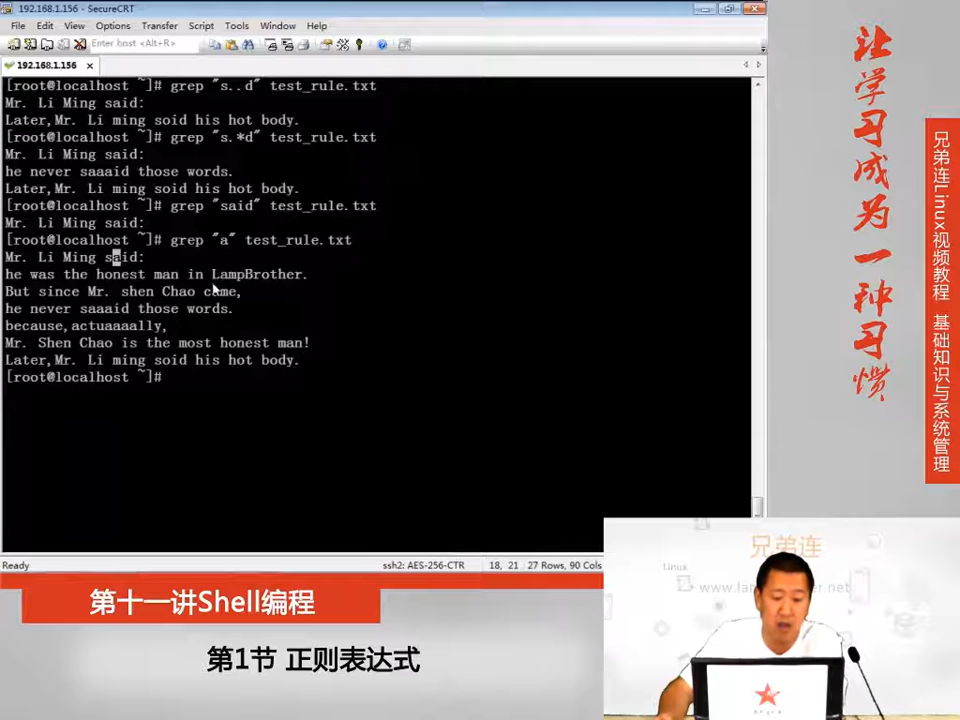 192.168.1.156 - SecureCRT
File Edit View Options Transfer Script Tools Window Help
Enter host <Alt+R>
192.168.1.156
[root@localhost ~]# grep "s..d" test_rule.txt
Mr. Li Ming said:
Later,Mr. Li ming soid his hot body.
[root@localhost ~]# grep "s.*d" test_rule.txt
Mr. Li Ming said:
he never saaaid those words.
Later,Mr. Li ming soid his hot body.
[root@localhost ~]# grep "said" test_rule.txt
Mr. Li Ming said:
[root@localhost ~]# grep "a" test_rule.txt
Mr. Li Ming said:
he was the honest man in LampBrother.
But since Mr. shen Chao came,
he never saaaid those words.
because,actuaaaally,
Mr. Shen Chao is the most honest man!
Later,Mr. Li ming soid his hot body.
[root@localhost ~]#
Ready ssh2: AES-256-CTR 18, 21 27 Rows, 90 Cols
让学习成为一种习惯
兄弟连Linux视频教程 基础知识与系统管理
兄弟连
Linux
第十一讲Shell编程
第1节 正则表达式